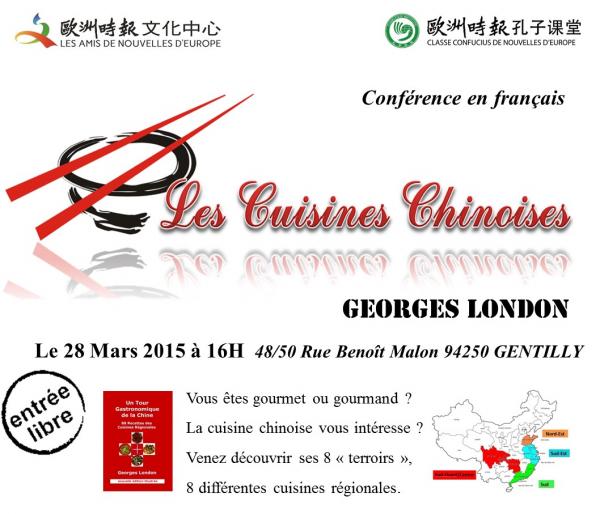 歐洲時報文化中心
LES AMIS DE NOUVELLES D'EUROPE
歐洲時報孔子课堂
CLASSE CONFUCIUS DE NOUVELLES D'EUROPE
Conférence en français
Les Cuisines Chinoises
GEORGES LONDON
Le 28 Mars 2015 à 16H 48/50 Rue Benoît Malon 94250 GENTILLY
entrée
libre
Un Tour
Gastronomique
de la Chine
88 Recettes des
Cuisines Régionales
Georges London
nouvelle édition illustrée
Vous êtes gourmet ou gourmand ?
La cuisine chinoise vous intéresse ?
Venez découvrir ses 8 « terroirs »,
8 différentes cuisines régionales.
Nord-Est
Sud-Est
Sud